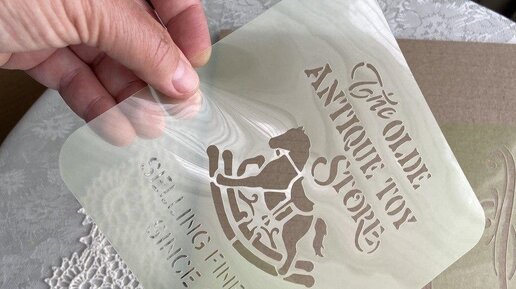 The OLDE
ANTIQUE TOY
STORE
SELLING FINE
SINCE